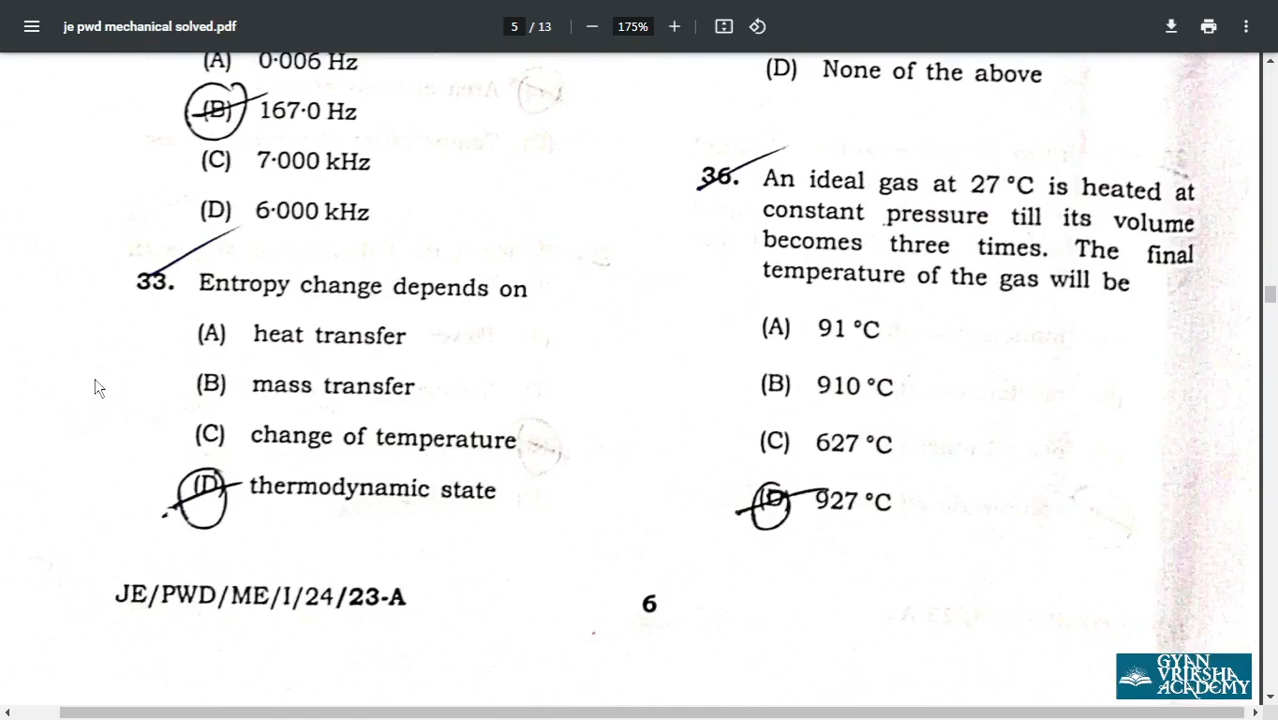 je pwd mechanical solved.pdf
5 / 13
175%
(A) 0·006 Hz
(B) 167·0 Hz
(C) 7·000 kHz
(D) 6·000 kHz
33. Entropy change depends on
(A) heat transfer
(B) mass transfer
(C) change of temperature
(D) thermodynamic state
JE/PWD/ME/I/24/23-A
6
(D) None of the above
36. An ideal gas at 27 °C is heated at
constant pressure till its volume
becomes three times. The final
temperature of the gas will be
(A) 91 °C
(B) 910 °C
(C) 627 °C
(D) 927 °C
GYAN
VRIKSHA
ACADEMY